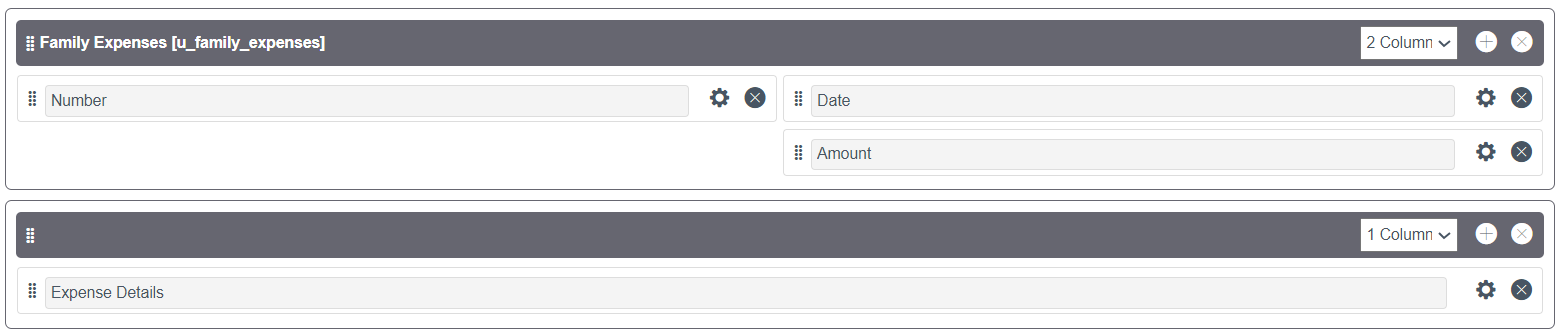 Family Expenses [u_family_expenses]
2 Column
Number
Date
Amount
1 Column
Expense Details